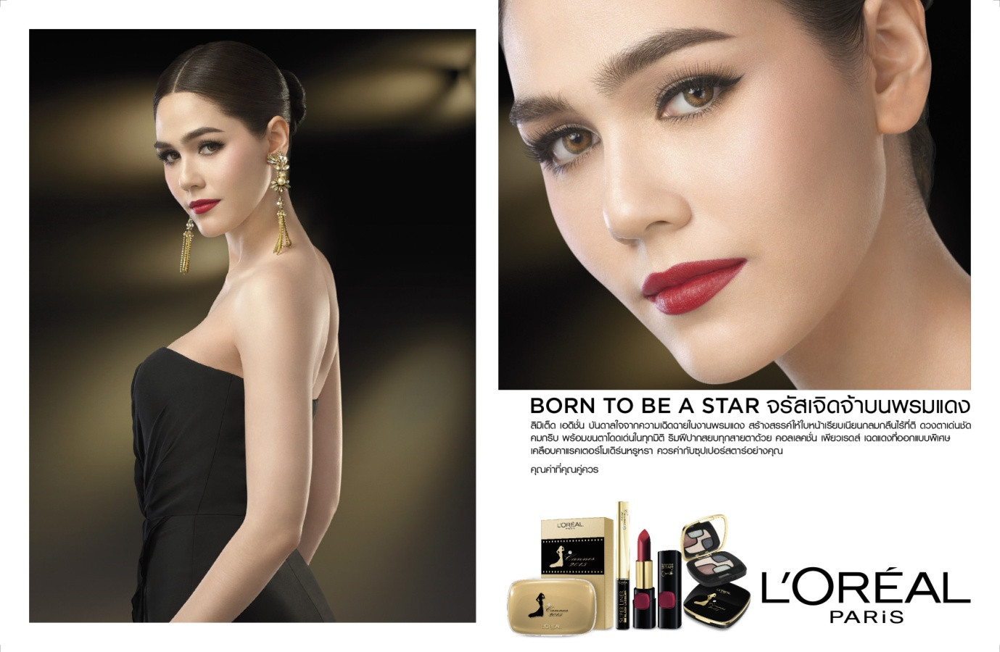 BORN TO BE A STAR จรัสเจิดจ้าบนพรมแดง
ลิมิเต็ด เอดิชั่น บันดาลใจจากความเฉิดฉายในงานพรมแดง สร้างสรรค์ให้ใบหน้าเรียบเนียนกลมกลืนไร้ที่ติ ดวงตาเด่นชัด
คมกริบ พร้อมขนตาโดดเด่นในทุกมิติ ริมฝีปากสยบทุกสายตาด้วย คอลเลคชั่น เพียวเรดส์ เฉดแดงที่ออกแบบพิเศษ
เคลือบคาแรคเตอร์โมเดิร์นหรูหรา ควรค่ากับซุปเปอร์สตาร์อย่างคุณ
คุณค่าที่คุณคู่ควร
L'ORÉAL
PARIS
Cannes
2015
Cannes
2015
L'ORÉAL
SUPER LINER
STAR
L'ORÉAL
PARiS